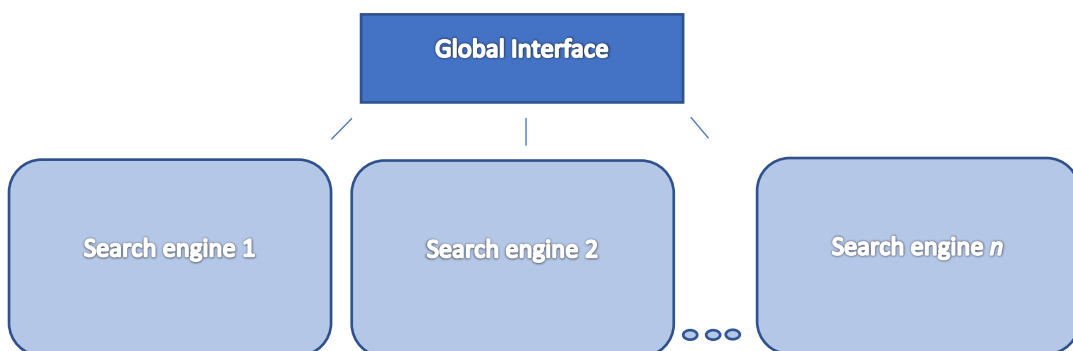 Global Interface
Search engine 1
Search engine 2
Search engine n